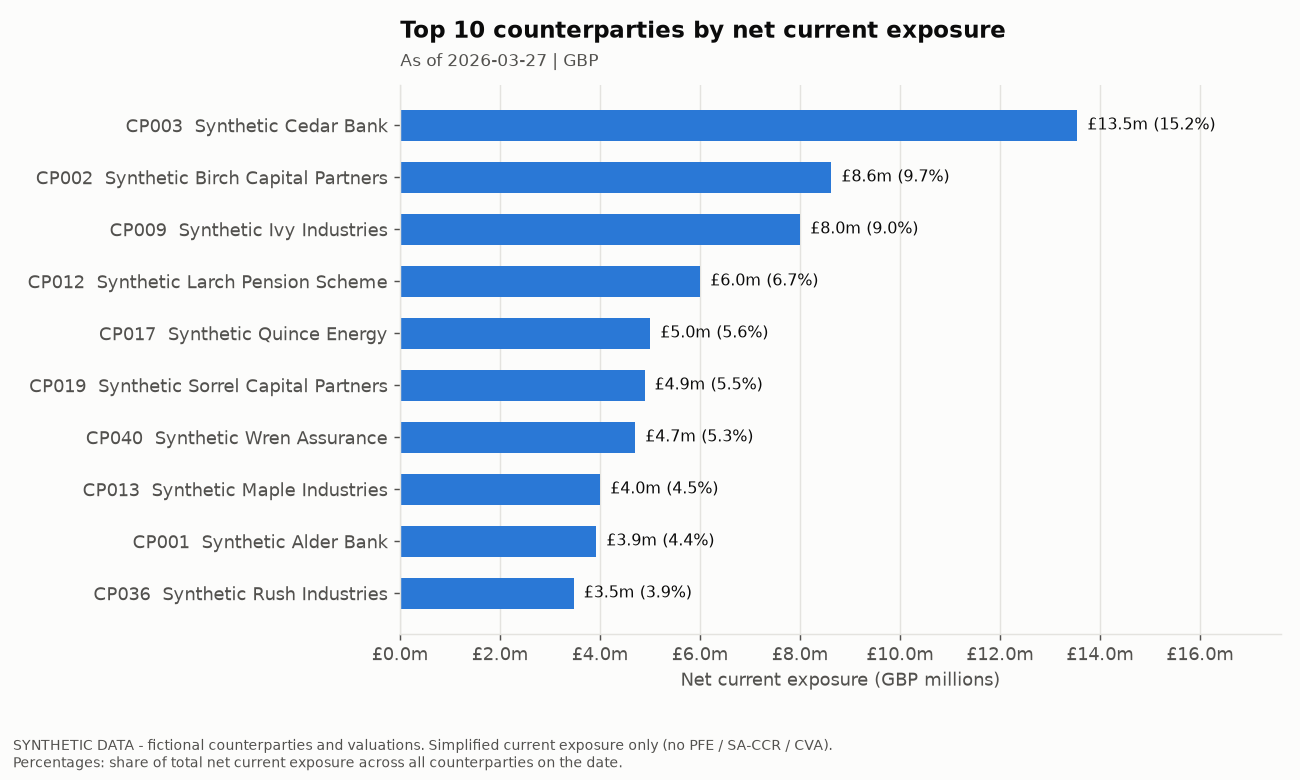 Top 10 counterparties by net current exposure
As of 2026-03-27 | GBP
CP003  Synthetic Cedar Bank  £13.5m (15.2%)
CP002  Synthetic Birch Capital Partners  £8.6m (9.7%)
CP009  Synthetic Ivy Industries  £8.0m (9.0%)
CP012  Synthetic Larch Pension Scheme  £6.0m (6.7%)
CP017  Synthetic Quince Energy  £5.0m (5.6%)
CP019  Synthetic Sorrel Capital Partners  £4.9m (5.5%)
CP040  Synthetic Wren Assurance  £4.7m (5.3%)
CP013  Synthetic Maple Industries  £4.0m (4.5%)
CP001  Synthetic Alder Bank  £3.9m (4.4%)
CP036  Synthetic Rush Industries  £3.5m (3.9%)
£0.0m £2.0m £4.0m £6.0m £8.0m £10.0m £12.0m £14.0m £16.0m
Net current exposure (GBP millions)
SYNTHETIC DATA - fictional counterparties and valuations. Simplified current exposure only (no PFE / SA-CCR / CVA).
Percentages: share of total net current exposure across all counterparties on the date.